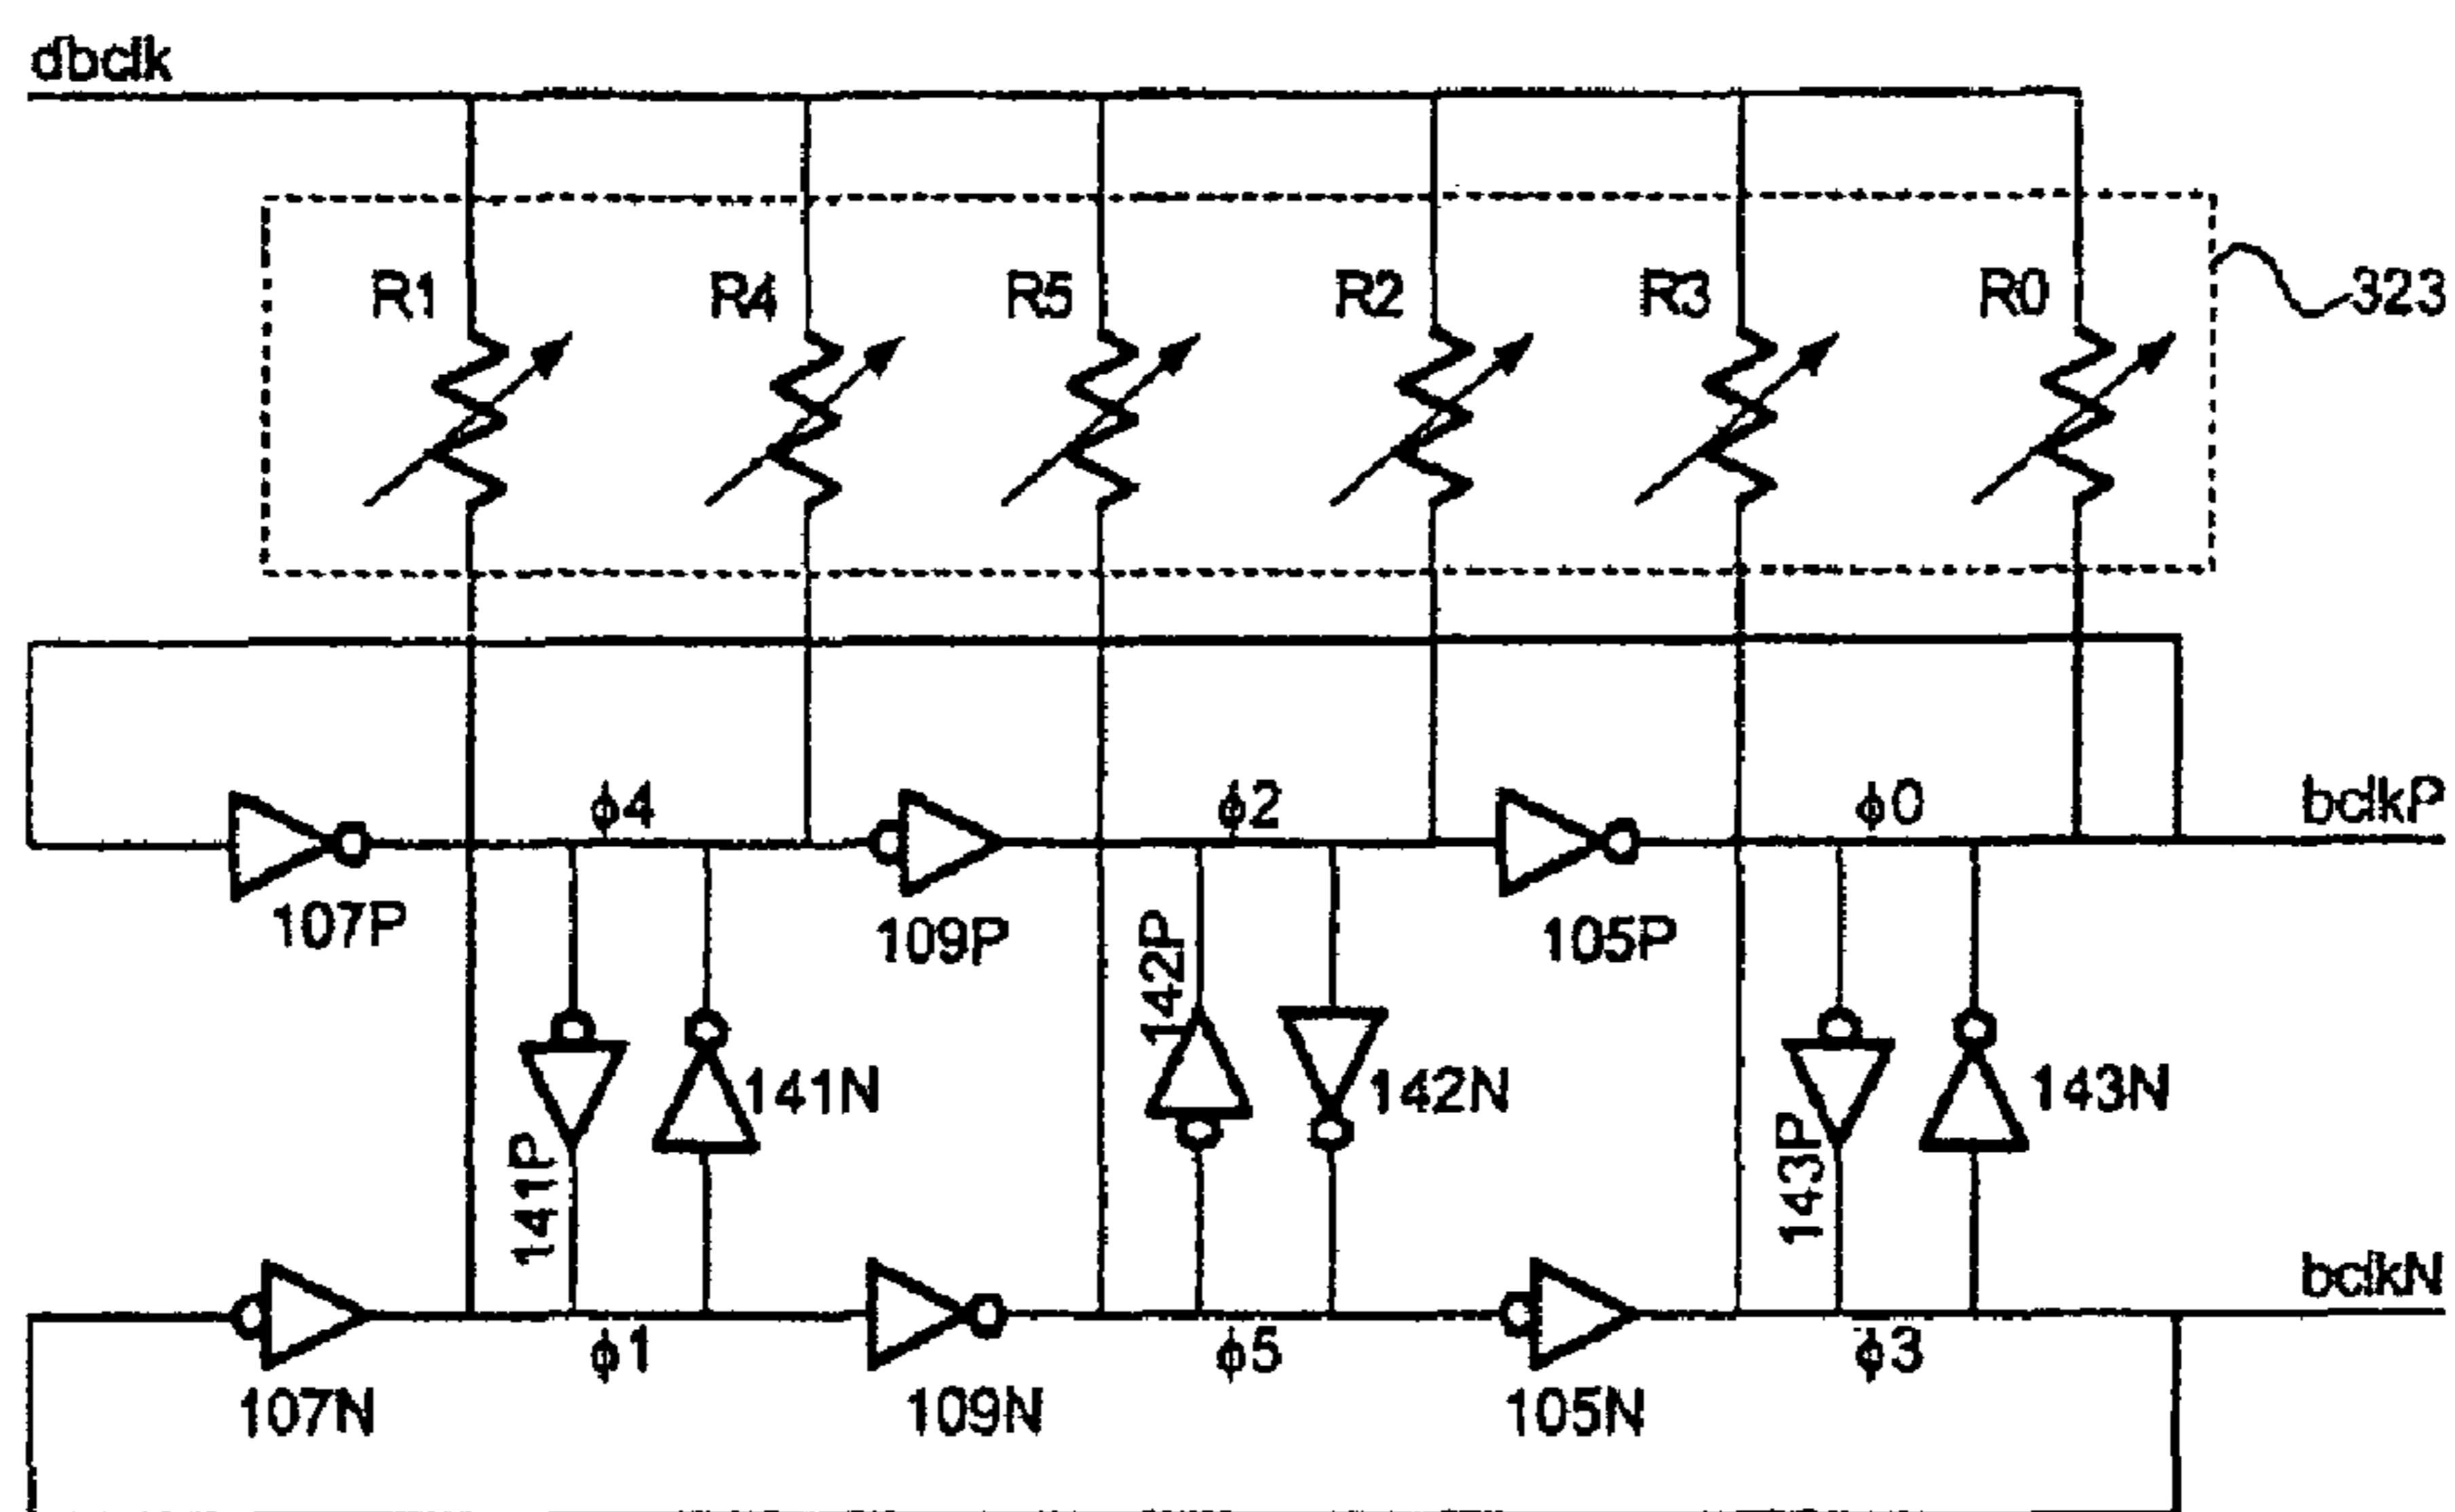 dbclk
R1 R4 R5 R2 R3 R0 323
ϕ4 ϕ2 ϕ0 bclkP
107P 109P 105P
141P 141N 142P 142N 143P 143N
bclkN
ϕ1 ϕ5 ϕ3
107N 109N 105N